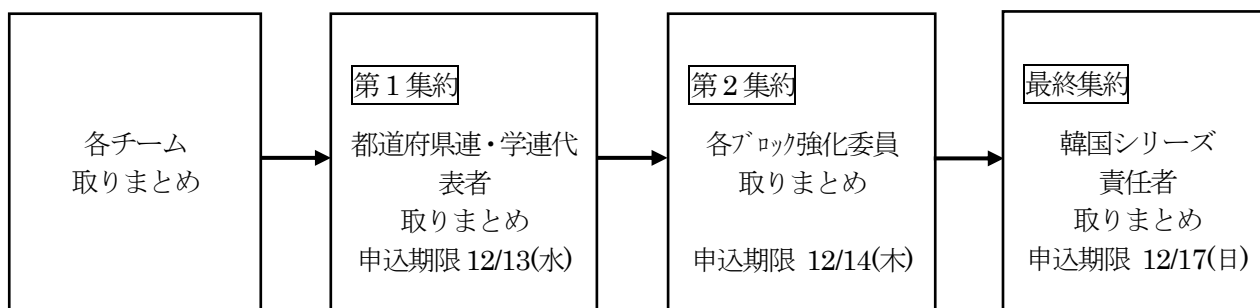 各チーム
取りまとめ
第１集約
都道府県連・学連代
表者
取りまとめ
申込期限 12/13(水)
第２集約
各ﾌﾞﾛｯｸ強化委員
取りまとめ
申込期限 12/14(木)
最終集約
韓国シリーズ
責任者
取りまとめ
申込期限 12/17(日)